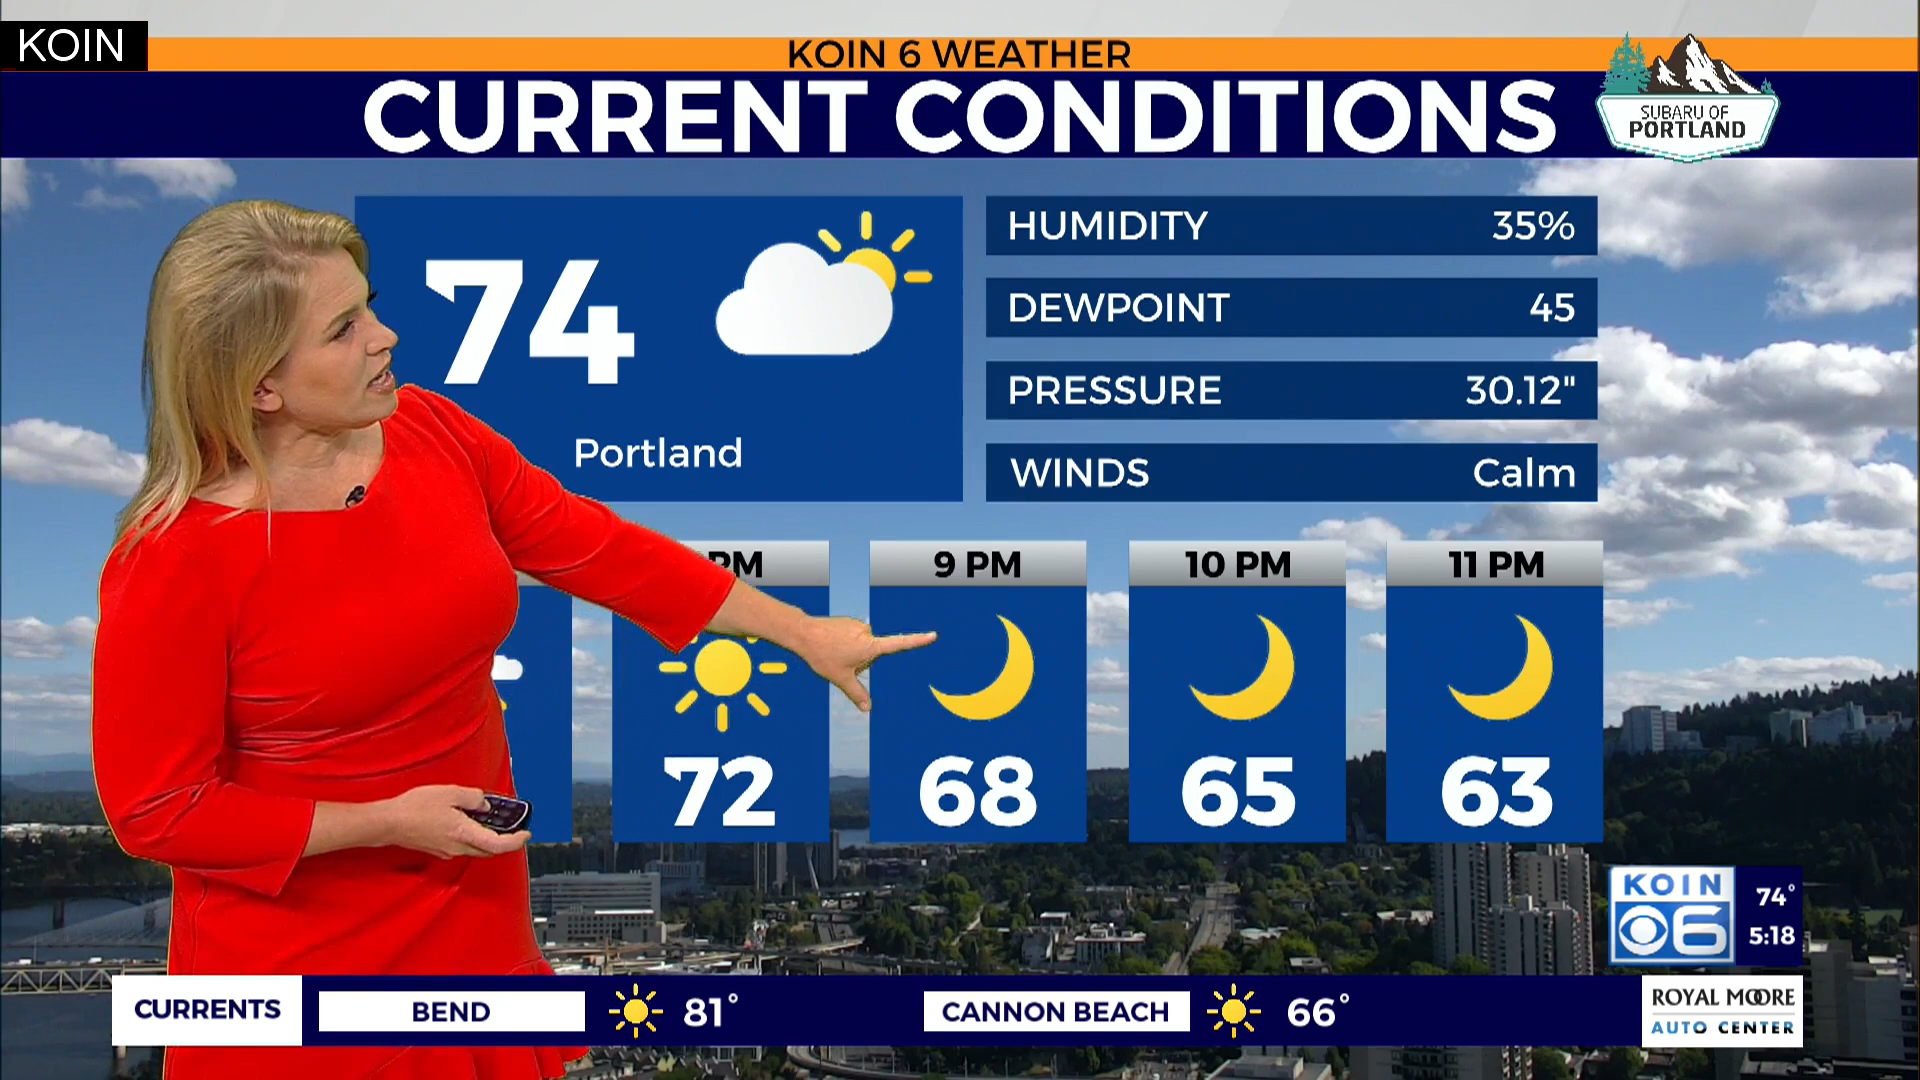 KOIN
KOIN 6 WEATHER
CURRENT CONDITIONS
SUBARU OF
PORTLAND
74
Portland
HUMIDITY 35%
DEWPOINT 45
PRESSURE 30.12"
WINDS Calm
PM 9 PM 10 PM 11 PM
72 68 65 63
KOIN
6
74°
5:18
CURRENTS BEND 81° CANNON BEACH 66°
ROYAL MOORE
AUTO CENTER